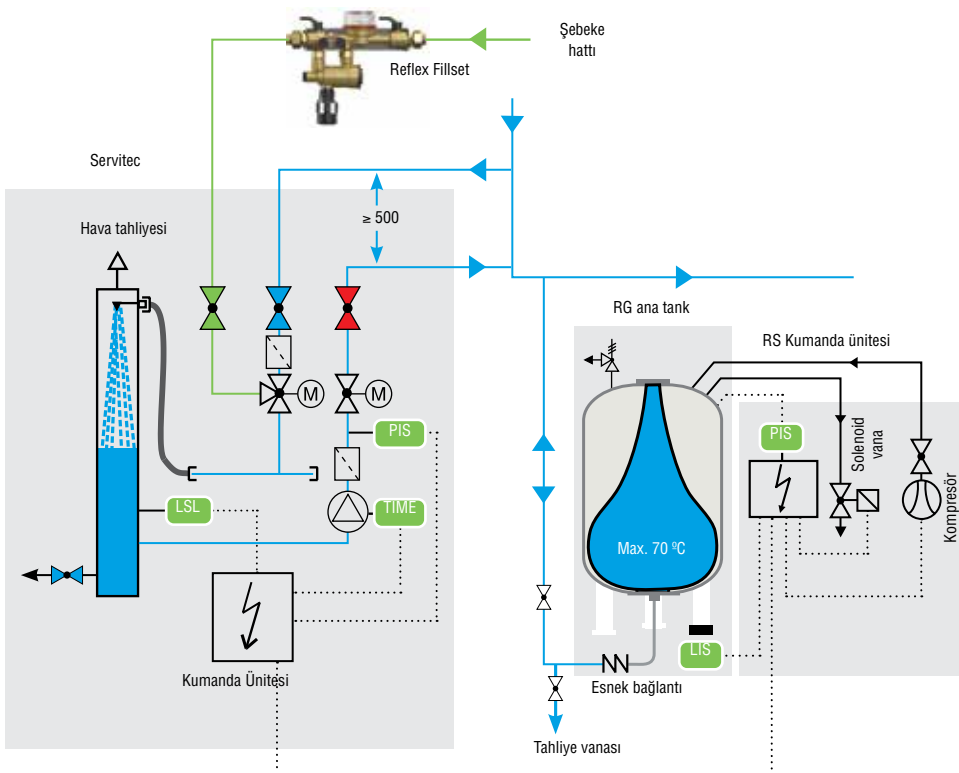 Şebeke
hattı
Reflex Fillset
Servitec
≥ 500
Hava tahliyesi
RG ana tank
RS Kumanda ünitesi
M
M
PIS
PIS
Solenoid
vana
Kompresör
LSL
TIME
Max. 70 ºC
LIS
Kumanda Ünitesi
Esnek bağlantı
Tahliye vanası